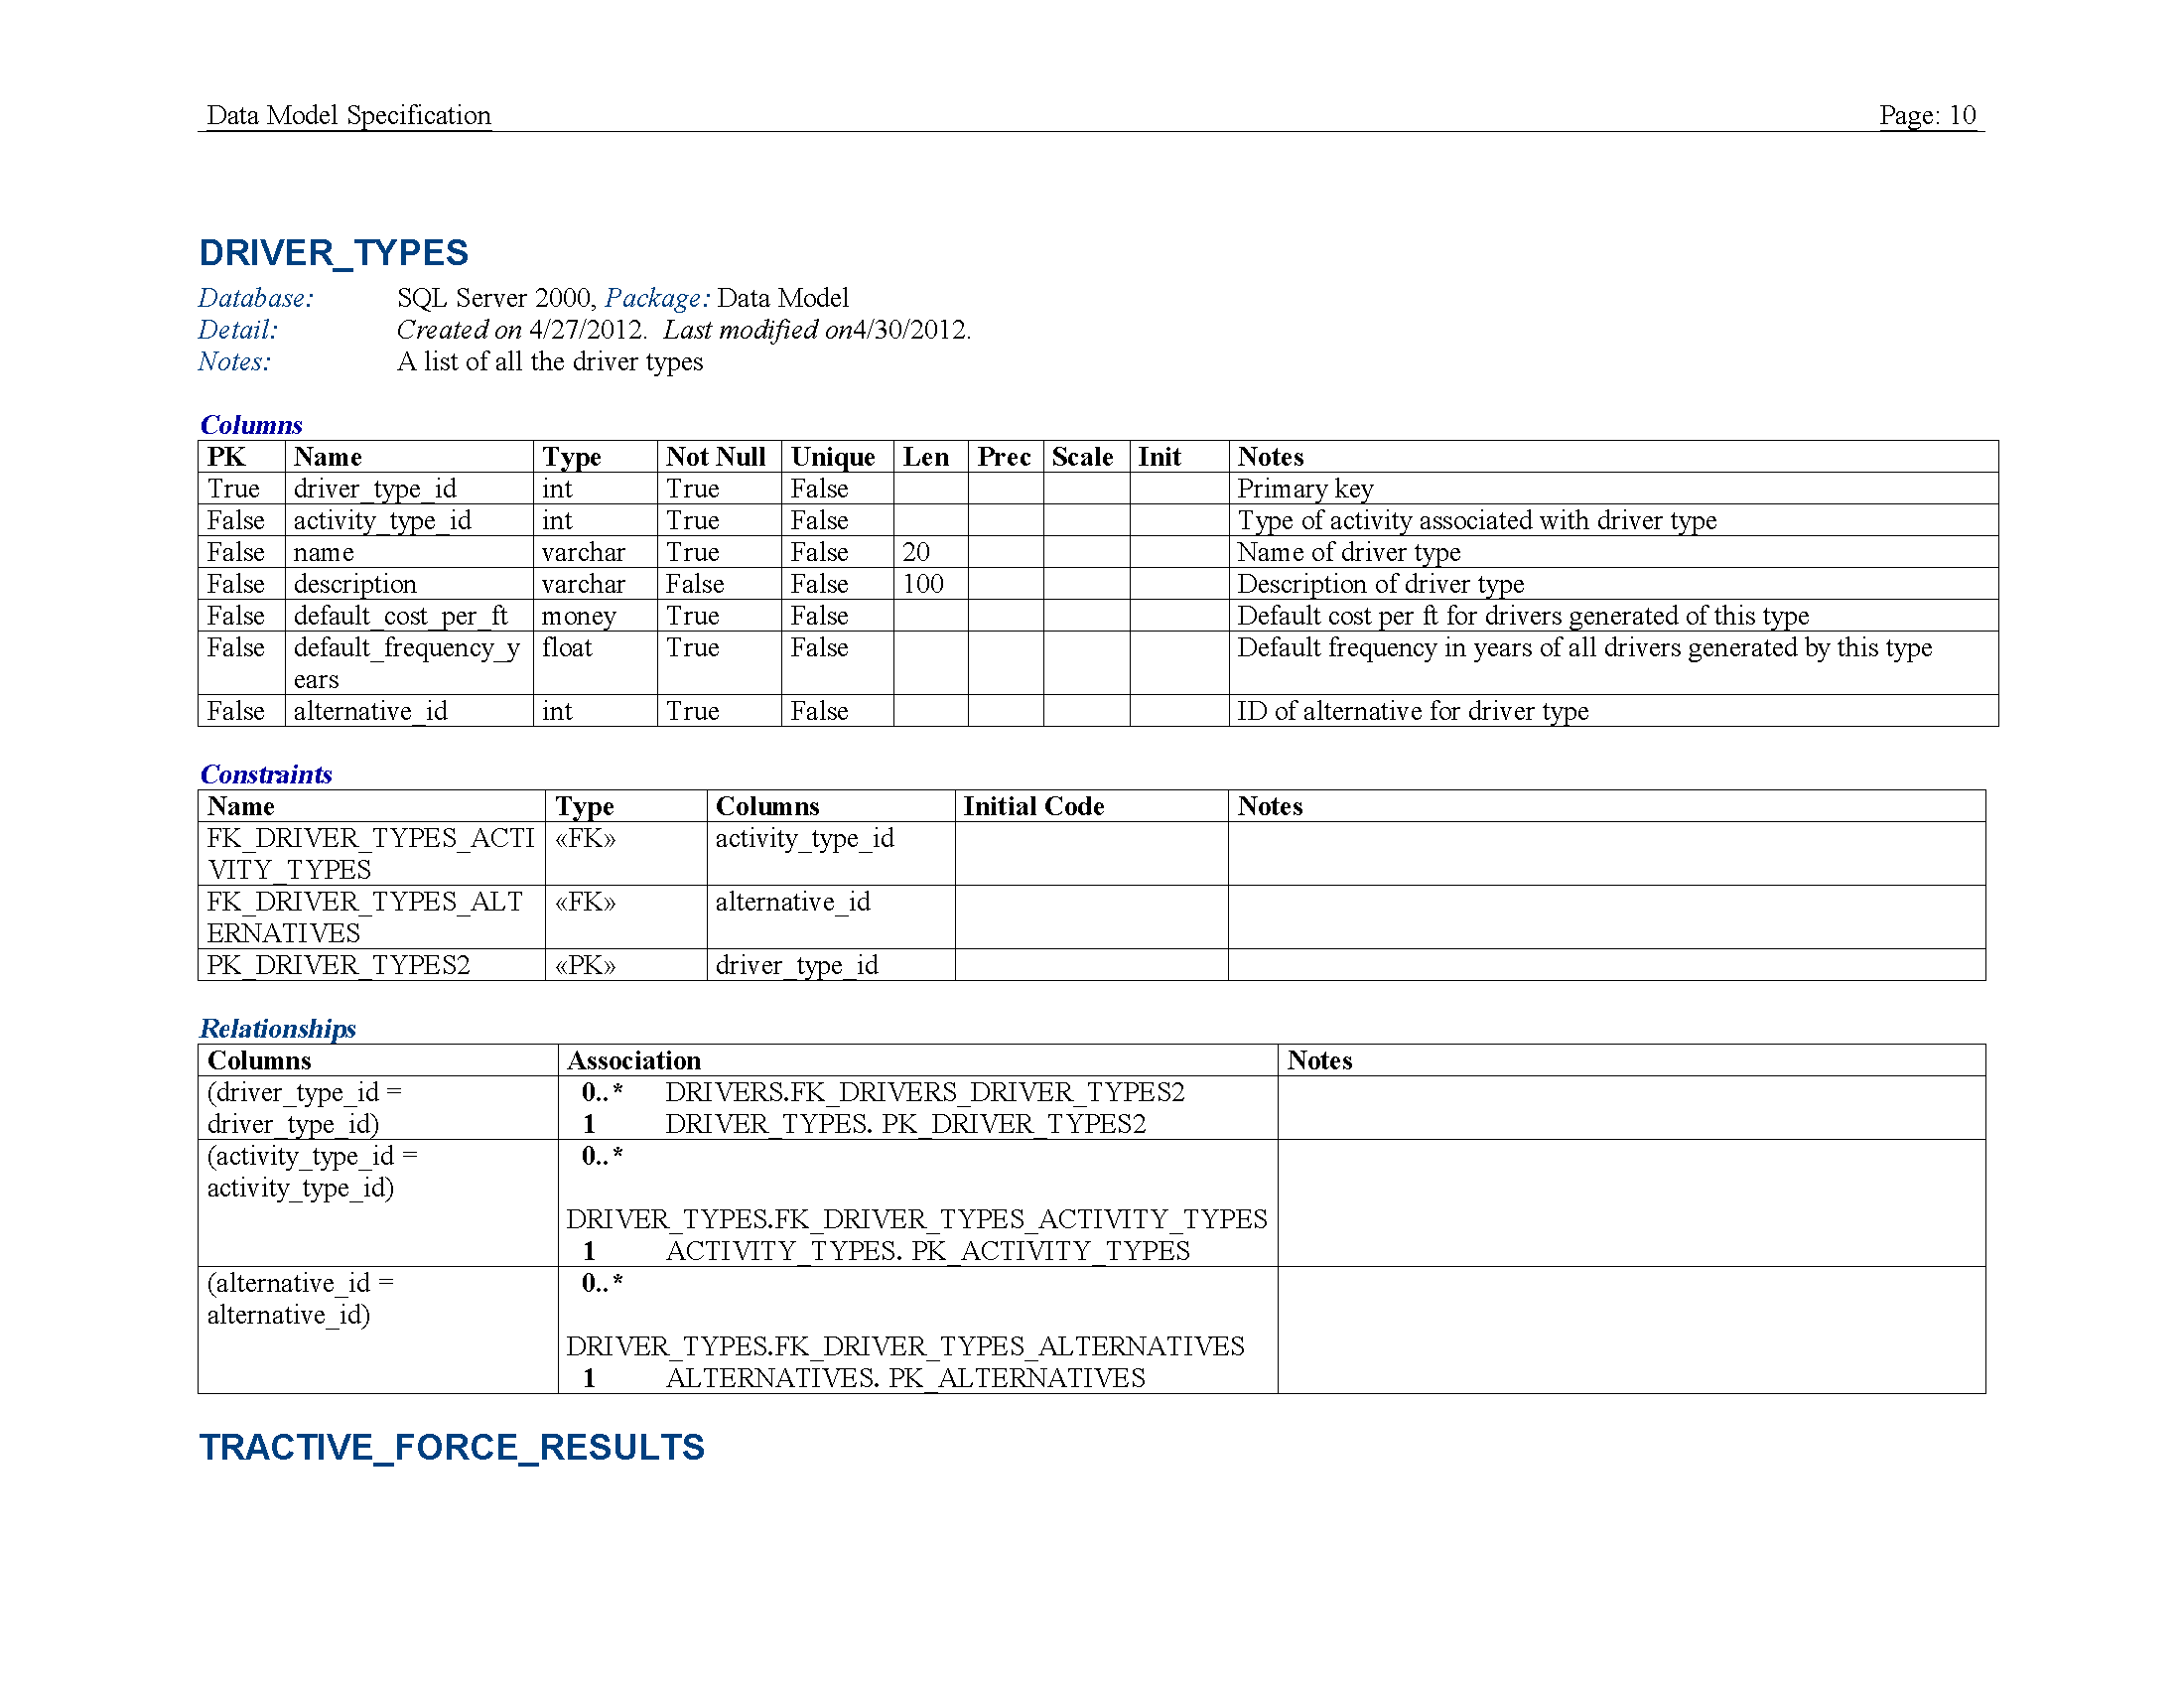 Data Model Specification Page: 10
DRIVER_TYPES
Database: SQL Server 2000, Package: Data Model
Detail: Created on 4/27/2012. Last modified on4/30/2012.
Notes: A list of all the driver types
Columns
PK Name Type Not Null Unique Len Prec Scale Init Notes
True driver_type_id int True False Primary key
False activity_type_id int True False Type of activity associated with driver type
False name varchar True False 20 Name of driver type
False description varchar False False 100 Description of driver type
False default_cost_per_ft money True False Default cost per ft for drivers generated of this type
False default_frequency_y float True False Default frequency in years of all drivers generated by this type
ears
False alternative_id int True False ID of alternative for driver type
Constraints
Name Type Columns Initial Code Notes
FK_DRIVER_TYPES_ACTI «FK» activity_type_id
VITY_TYPES
FK_DRIVER_TYPES_ALT «FK» alternative_id
ERNATIVES
PK_DRIVER_TYPES2 «PK» driver_type_id
Relationships
Columns Association Notes
(driver_type_id = 0..* DRIVERS.FK_DRIVERS_DRIVER_TYPES2
driver_type_id) 1 DRIVER_TYPES. PK_DRIVER_TYPES2
(activity_type_id = 0..*
activity_type_id)
DRIVER_TYPES.FK_DRIVER_TYPES_ACTIVITY_TYPES
1 ACTIVITY_TYPES. PK_ACTIVITY_TYPES
(alternative_id = 0..*
alternative_id)
DRIVER_TYPES.FK_DRIVER_TYPES_ALTERNATIVES
1 ALTERNATIVES. PK_ALTERNATIVES
TRACTIVE_FORCE_RESULTS